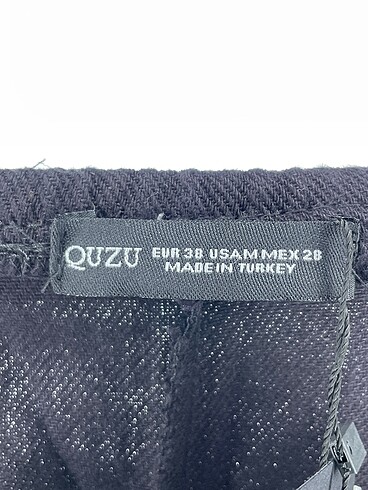 QUZU
EUR 38 USA M MEX 28
MADE IN TURKEY